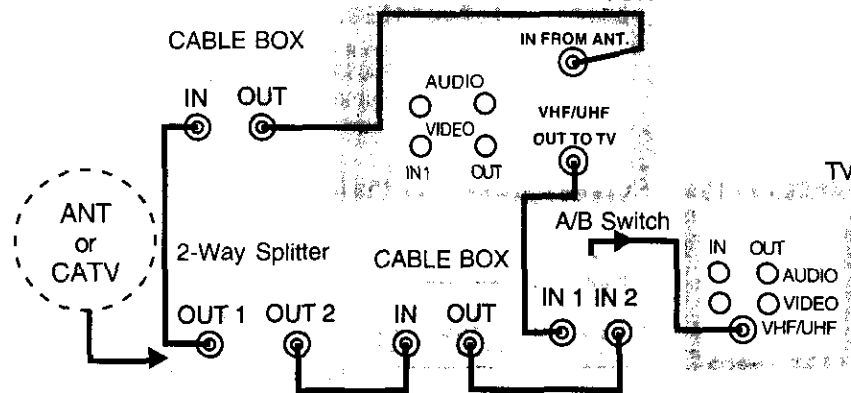 CABLE BOX
IN FROM ANT.
IN OUT
AUDIO
VIDEO
IN1 OUT
VHF/UHF
OUT TO TV
TV
ANT
or
CATV
2-Way Splitter
CABLE BOX
A/B Switch
IN OUT
AUDIO
VIDEO
VHF/UHF
OUT 1 OUT 2
IN OUT
IN 1 IN 2